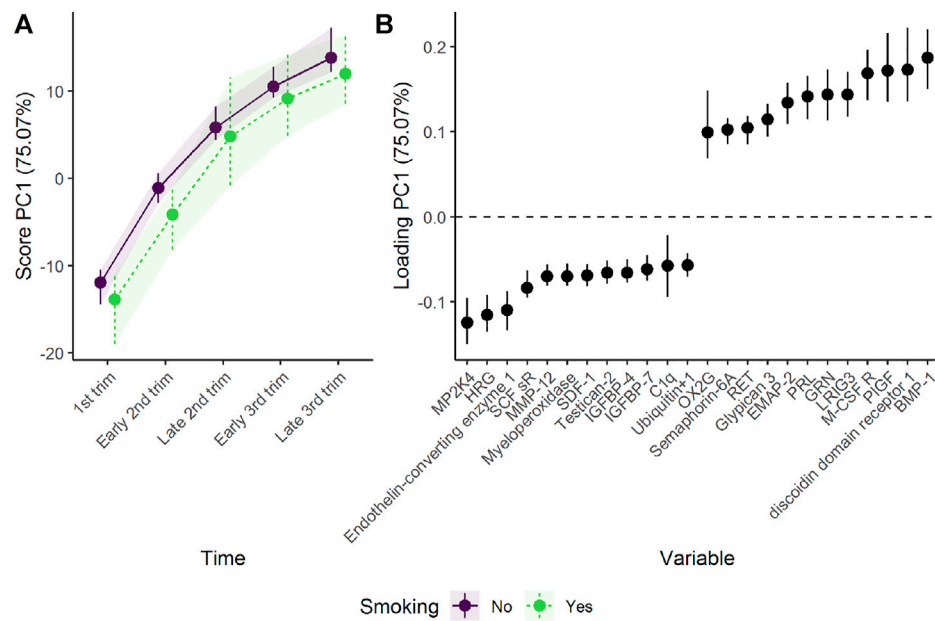 A
Score PC1 (75.07%)
10
0
-10
-20
1st trim
Early 2nd trim
Late 2nd trim
Early 3rd trim
Late 3rd trim
Time
B
Loading PC1 (75.07%)
0.2
0.1
0.0
-0.1
MP2K4
HRG
Endothelin-converting enzyme 1
SCF sR
MMP-12
Myeloperoxidase
SDF-1
Testican-2
IGFBP-4
IGFBP-7
C1q
Ubiquitin+1
OX2G
Semaphorin-6A
RET
Glypican 3
EMAP-2
PRL
GRN
LRIG3
M-CSF R
PlGF
discoidin domain receptor 1
BMP-1
Variable
Smoking No Yes